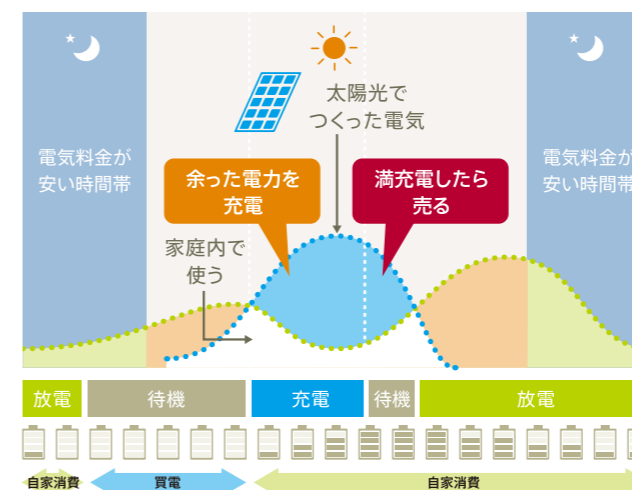 電気料金が
安い時間帯
太陽光で
つくった電気
電気料金が
安い時間帯
余った電力を
充電
満充電したら
売る
家庭内で
使う
放電
待機
充電
待機
放電
自家消費
買電
自家消費